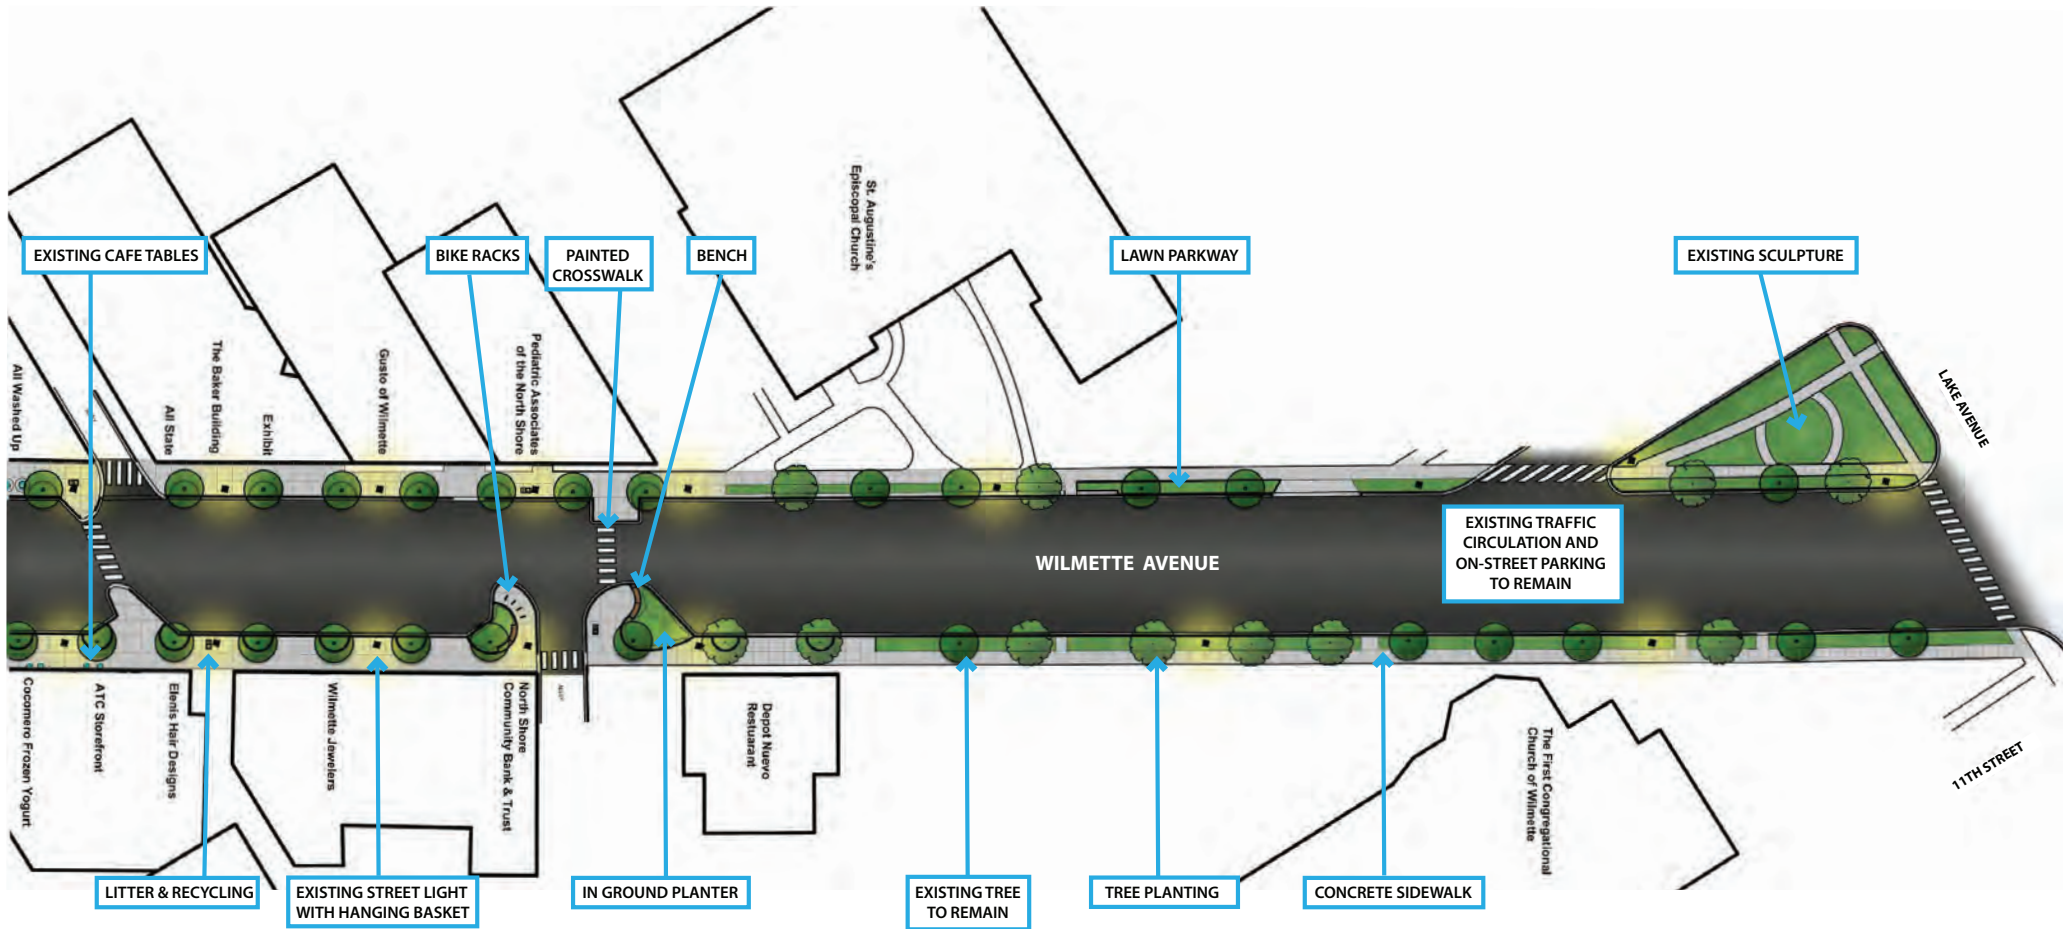 St. Augustine's
Episcopal Church
EXISTING CAFE TABLES
BIKE RACKS
PAINTED
CROSSWALK
BENCH
LAWN PARKWAY
EXISTING SCULPTURE
All Washed Up
All State
The Baker Building
Exhibit
Gusto of Wilmette
Pediatric Associates
of the North Shore
LAKE AVENUE
WILMETTE AVENUE
EXISTING TRAFFIC
CIRCULATION AND
ON-STREET PARKING
TO REMAIN
Cocomero Frozen Yogurt
ATC Storefront
Elenis Hair Designs
Wilmette Jewelers
North Shore
Community Bank & Trust
Depot Nuevo
Restuarant
The First Congregational
Church of Wilmette
11TH STREET
LITTER & RECYCLING
EXISTING STREET LIGHT
WITH HANGING BASKET
IN GROUND PLANTER
EXISTING TREE
TO REMAIN
TREE PLANTING
CONCRETE SIDEWALK